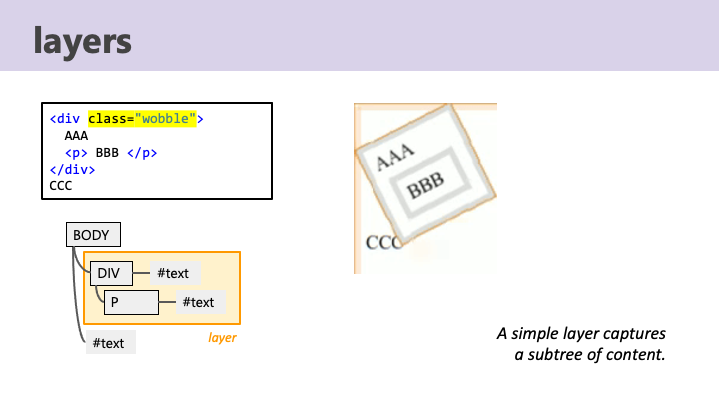 layers
<div class="wobble">
AAA
<p> BBB </p>
</div>
CCC
AAA
BBB
CCC
BODY
DIV #text
P #text
#text
layer
A simple layer captures
a subtree of content.